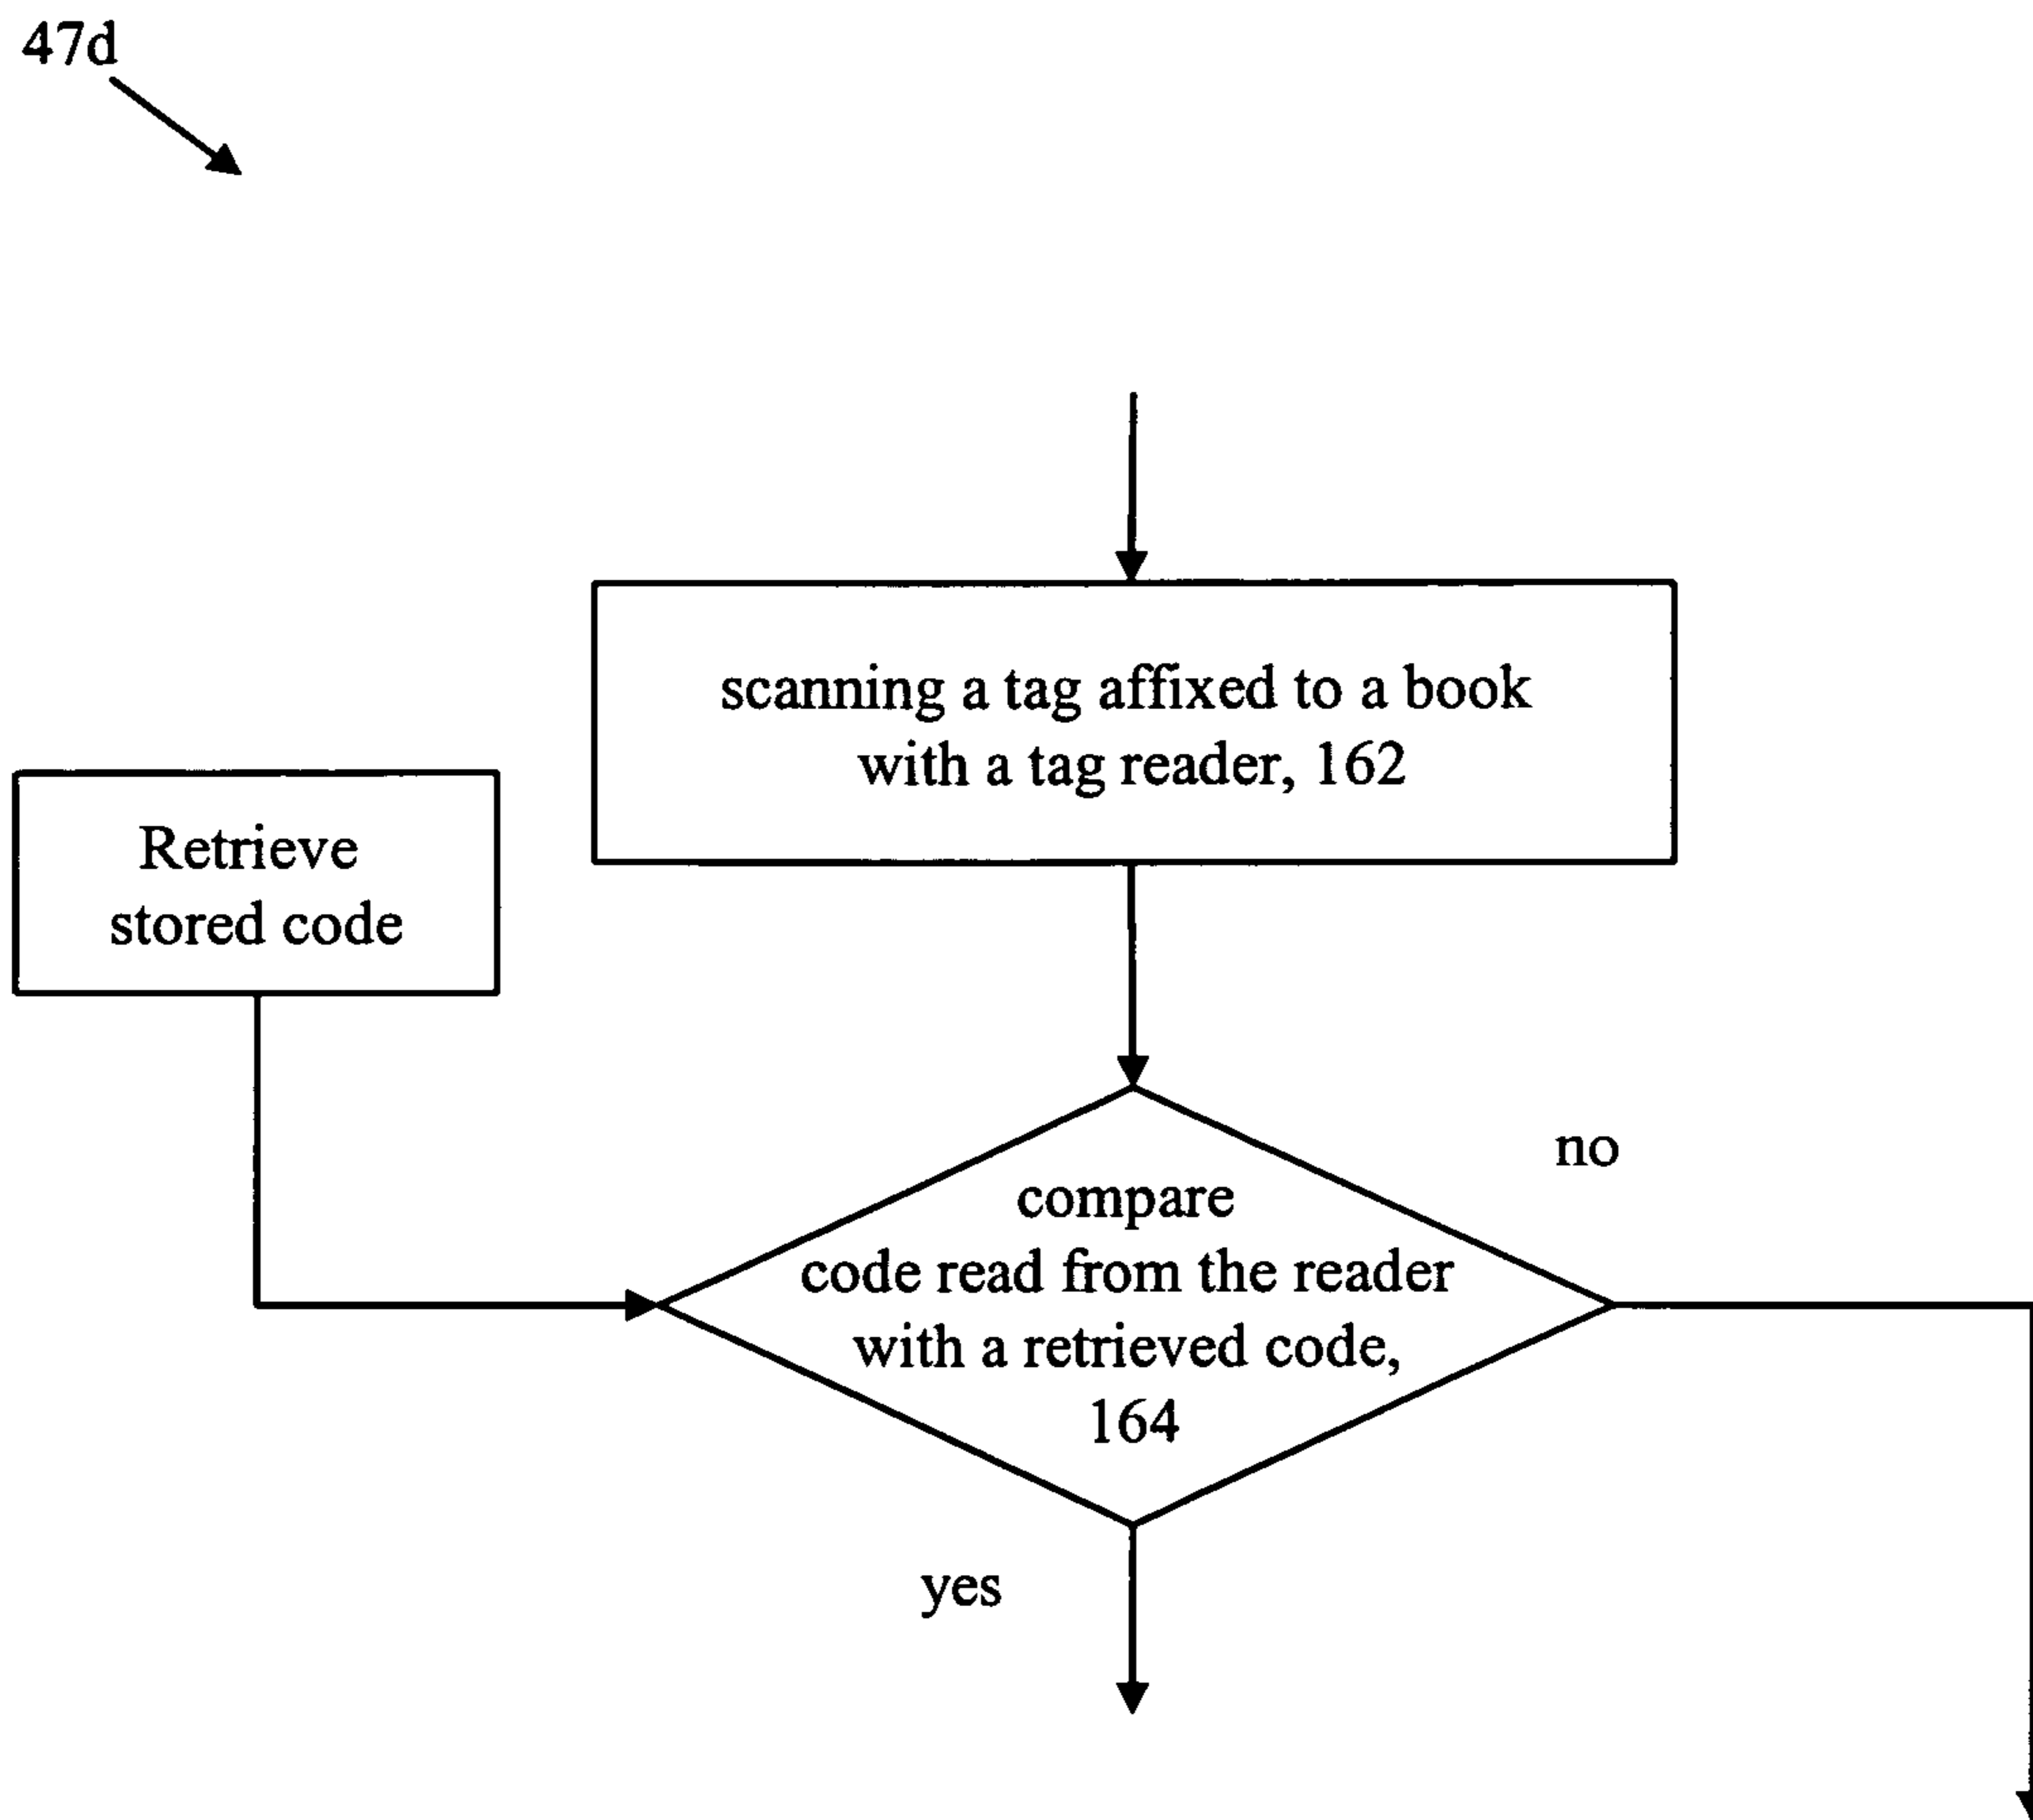 47d
scanning a tag affixed to a book
with a tag reader, 162
Retrieve
stored code
no
compare
code read from the reader
with a retrieved code,
164
yes